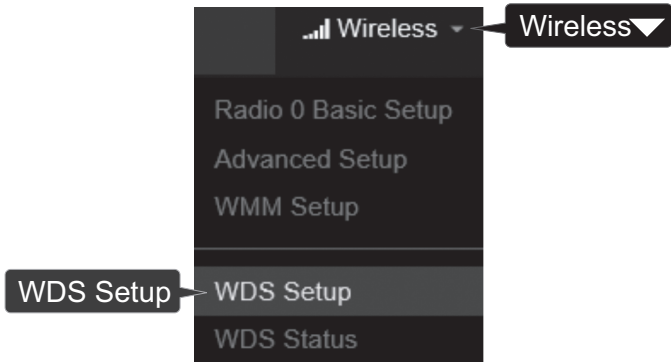 Wireless
Wireless
Radio 0 Basic Setup
Advanced Setup
WMM Setup
WDS Setup
WDS Setup
WDS Status